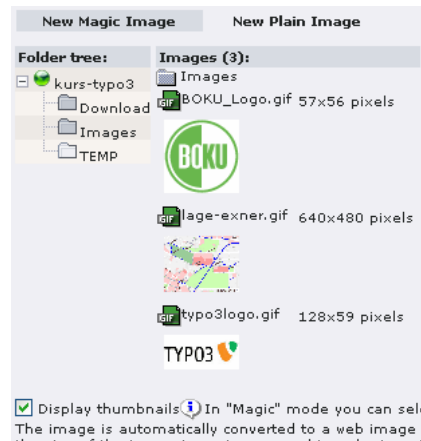 New Magic Image New Plain Image
Folder tree: Images (3):
kurs-typo3 Images
Download BOKU_Logo.gif 57x56 pixels
Images
TEMP
BOKU
lage-exner.gif 640x480 pixels
typo3logo.gif 128x59 pixels
TYPO3
Display thumbnails In "Magic" mode you can sel
The image is automatically converted to a web image